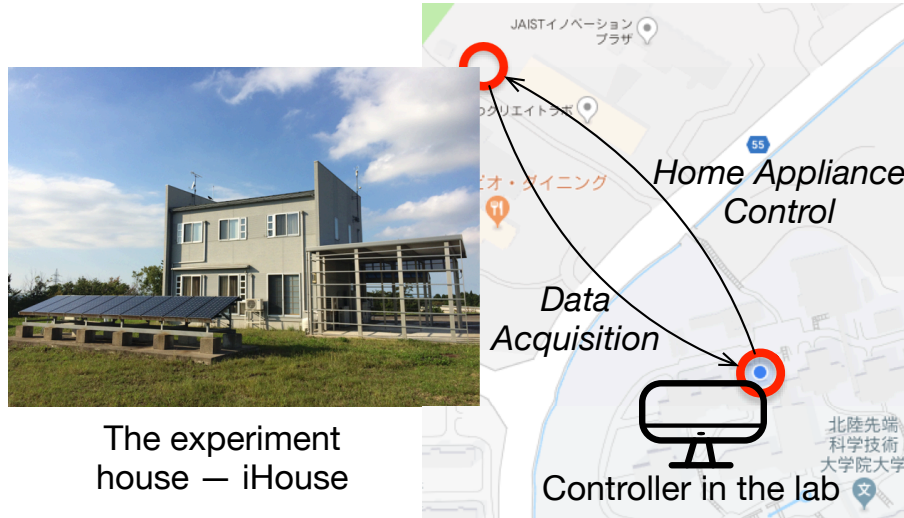 JAISTイノベーション
プラザ
クリエイトラボ
55
Home Appliance
Control
ピオ・ダイニング
Data
Acquisition
The experiment
house — iHouse
北陸先端
科学技術
大学院大学
文
Controller in the lab